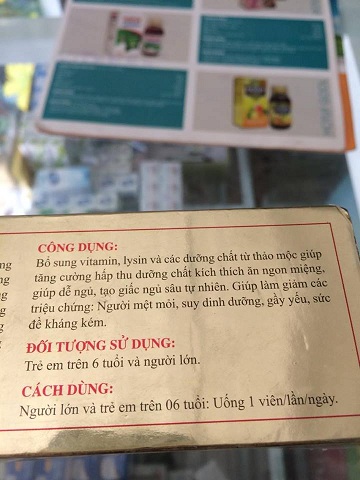 CÔNG DỤNG:
Bổ sung vitamin, lysin và các dưỡng chất từ thảo mộc giúp
tăng cường hấp thu dưỡng chất kích thích ăn ngon miệng,
giúp dễ ngủ, tạo giấc ngủ sâu tự nhiên. Giúp làm giảm các
triệu chứng: Người mệt mỏi, suy dinh dưỡng, gầy yếu, sức
đề kháng kém.
ĐỐI TƯỢNG SỬ DỤNG:
Trẻ em trên 6 tuổi và người lớn.
CÁCH DÙNG:
Người lớn và trẻ em trên 06 tuổi: Uống 1 viên/lần/ngày.